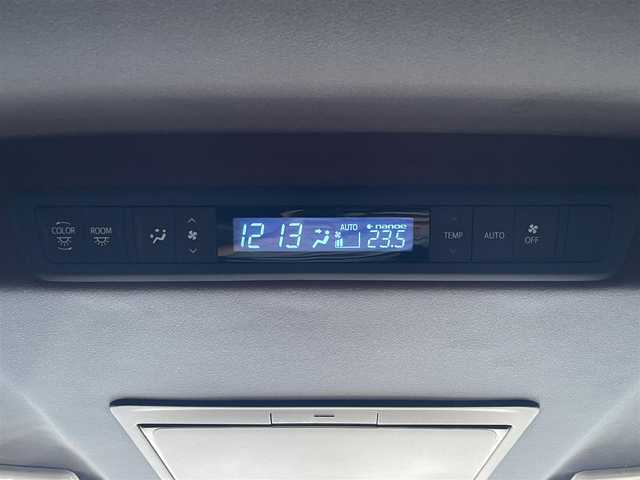 COLOR
ROOM
12 13
AUTO
nanoe
23.5
TEMP
AUTO
OFF